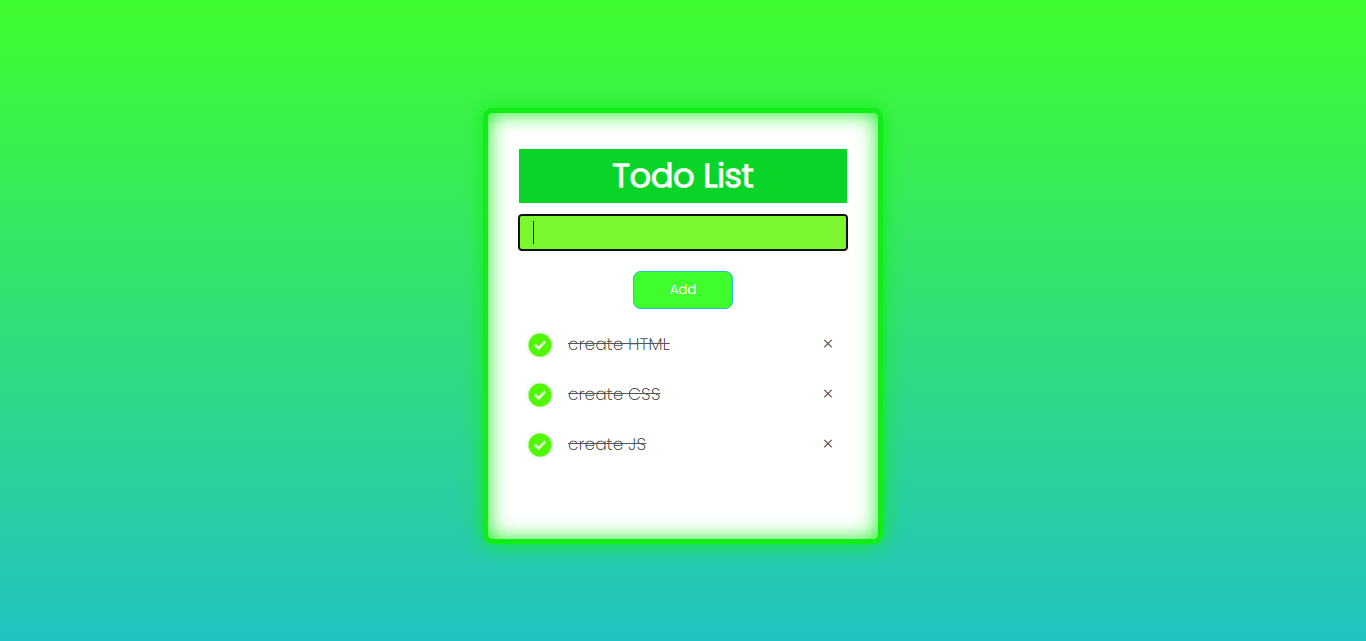 Todo List
Add
create HTML ×
create CSS ×
create JS ×